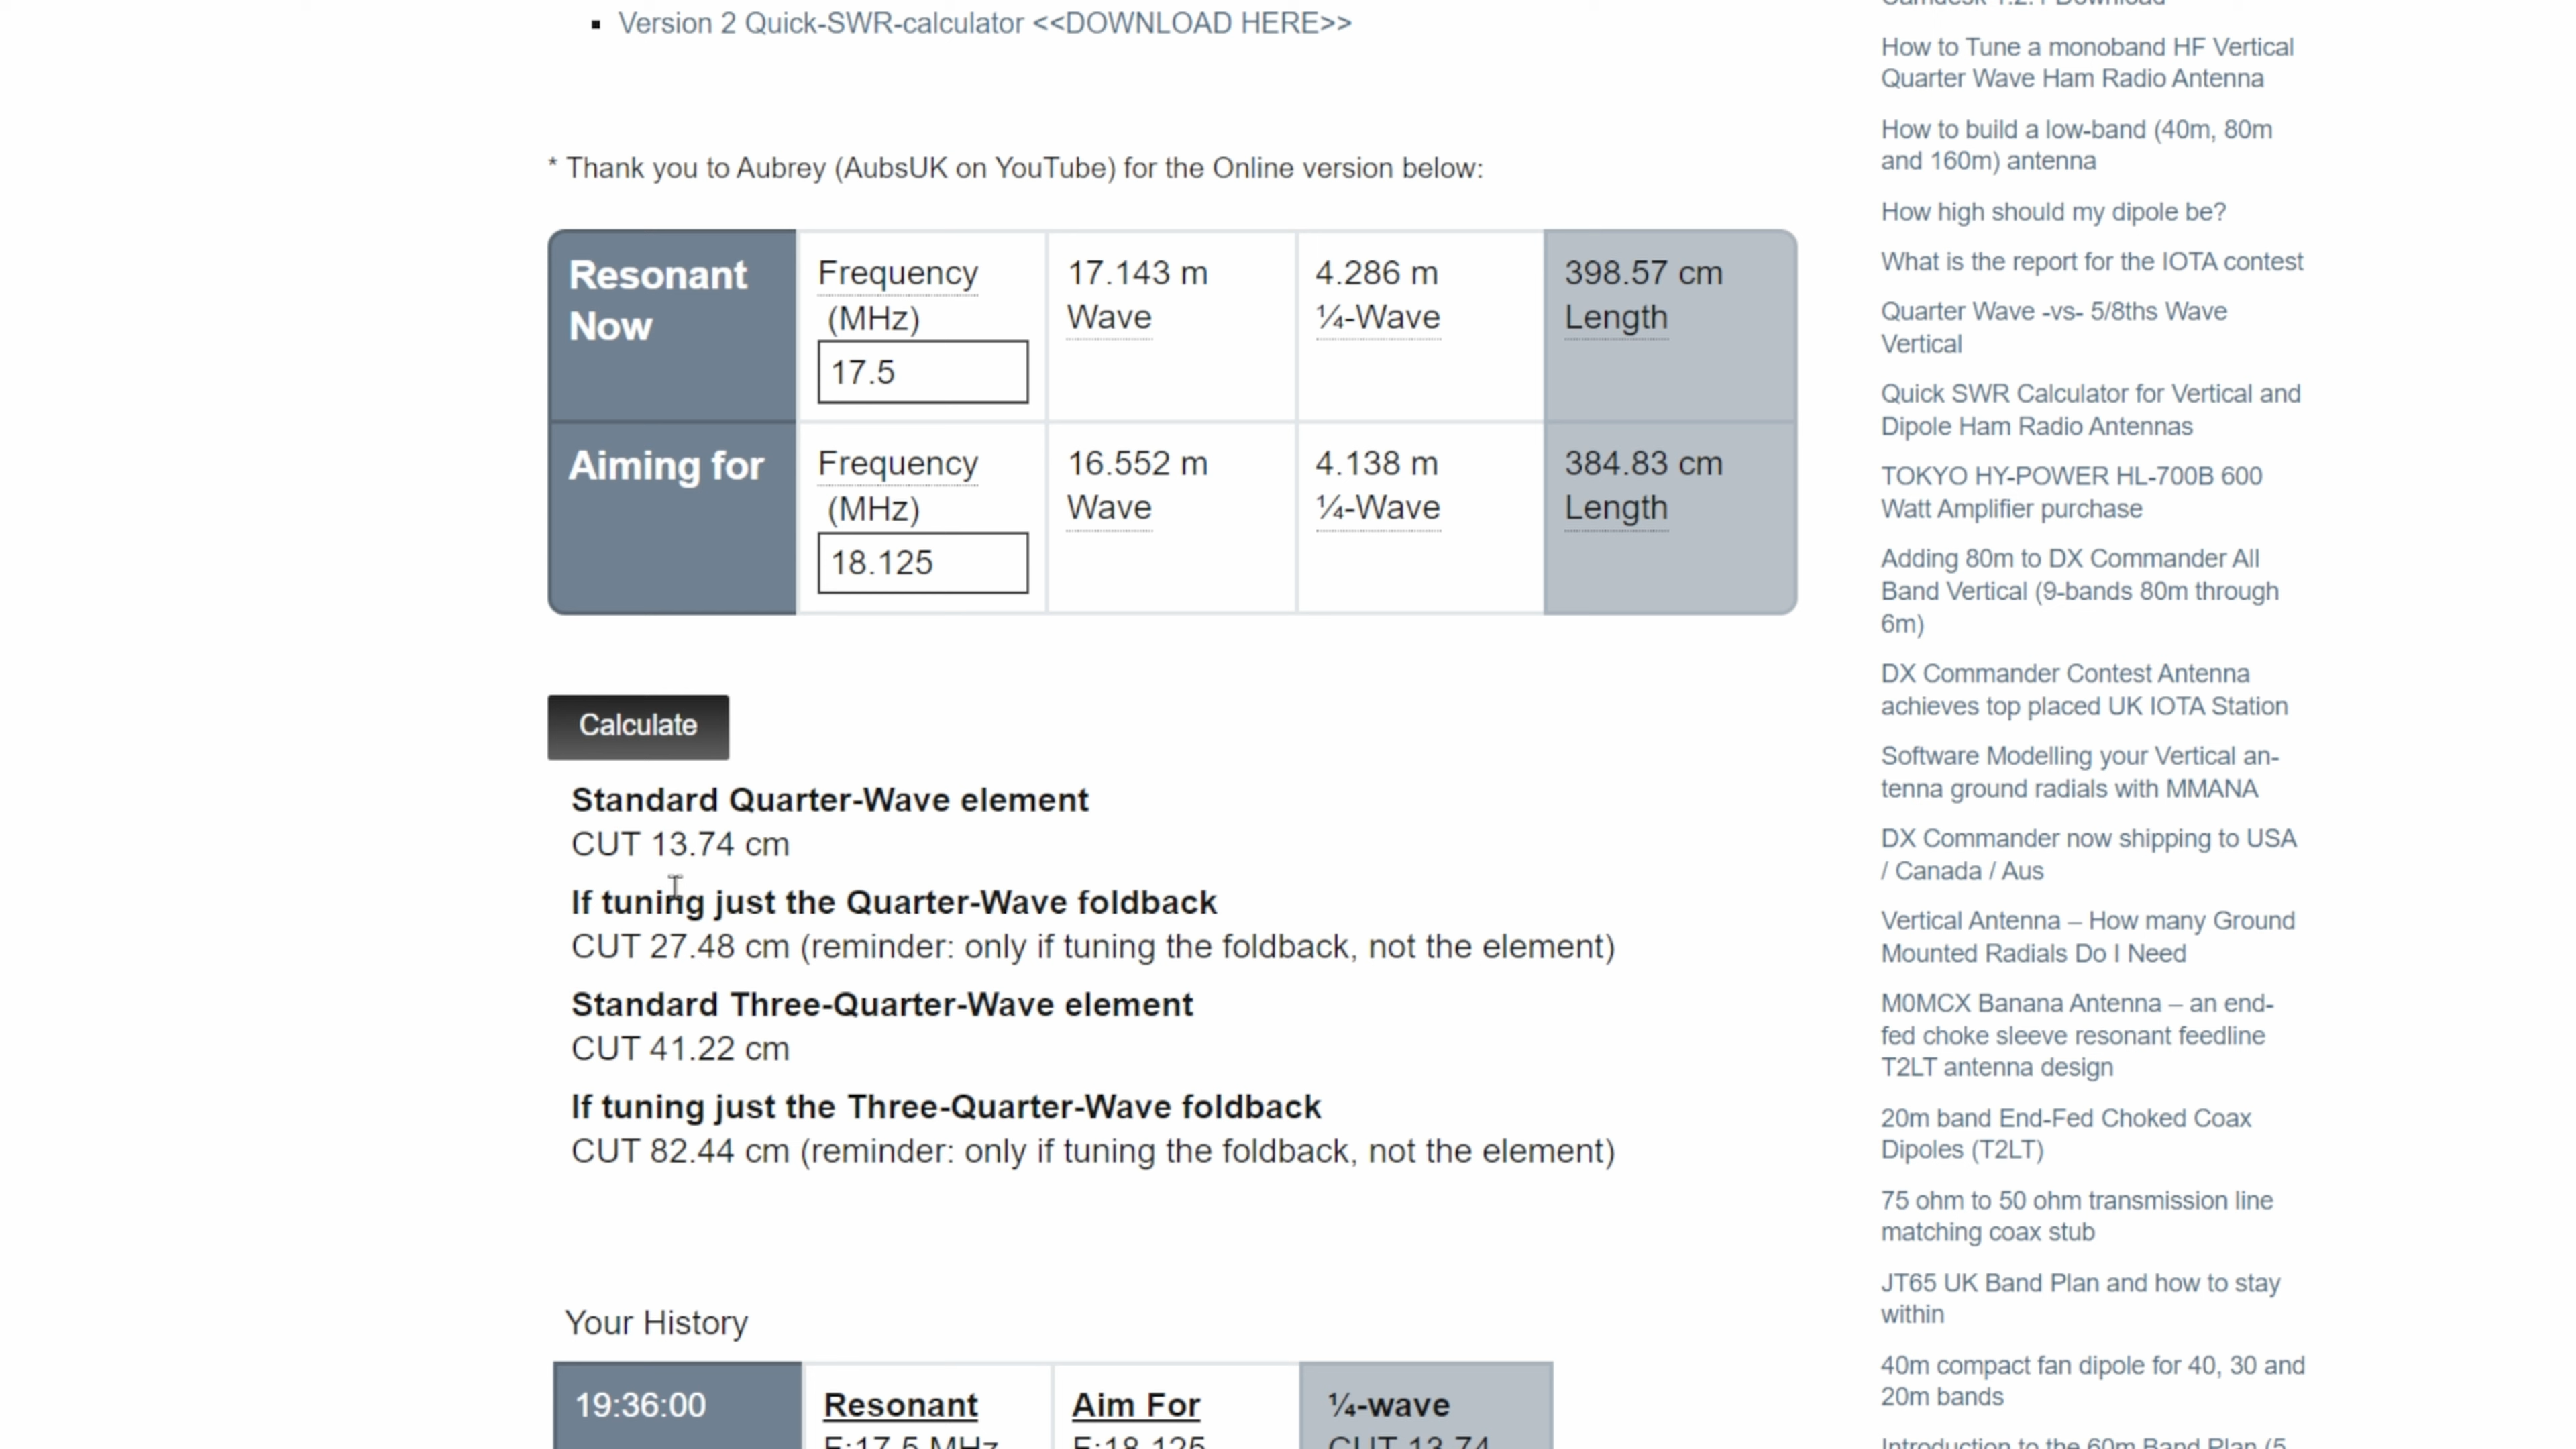 Version 2 Quick-SWR-calculator <<DOWNLOAD HERE>>
* Thank you to Aubrey (AubsUK on YouTube) for the Online version below:
Resonant
Now
Frequency
(MHz)
17.5
17.143 m
Wave
4.286 m
¼-Wave
398.57 cm
Length
Aiming for
Frequency
(MHz)
18.125
16.552 m
Wave
4.138 m
¼-Wave
384.83 cm
Length
Calculate
Standard Quarter-Wave element
CUT 13.74 cm
If tuning just the Quarter-Wave foldback
CUT 27.48 cm (reminder: only if tuning the foldback, not the element)
Standard Three-Quarter-Wave element
CUT 41.22 cm
If tuning just the Three-Quarter-Wave foldback
CUT 82.44 cm (reminder: only if tuning the foldback, not the element)
Your History
19:36:00
Resonant
F:17.5 MHz
Aim For
F:18.125
¼-wave
CUT 13.74
How to Tune a monoband HF Vertical
Quarter Wave Ham Radio Antenna
How to build a low-band (40m, 80m
and 160m) antenna
How high should my dipole be?
What is the report for the IOTA contest
Quarter Wave -vs- 5/8ths Wave
Vertical
Quick SWR Calculator for Vertical and
Dipole Ham Radio Antennas
TOKYO HY-POWER HL-700B 600
Watt Amplifier purchase
Adding 80m to DX Commander All
Band Vertical (9-bands 80m through
6m)
DX Commander Contest Antenna
achieves top placed UK IOTA Station
Software Modelling your Vertical an-
tenna ground radials with MMANA
DX Commander now shipping to USA
/ Canada / Aus
Vertical Antenna – How many Ground
Mounted Radials Do I Need
M0MCX Banana Antenna – an end-
fed choke sleeve resonant feedline
T2LT antenna design
20m band End-Fed Choked Coax
Dipoles (T2LT)
75 ohm to 50 ohm transmission line
matching coax stub
JT65 UK Band Plan and how to stay
within
40m compact fan dipole for 40, 30 and
20m bands
Introduction to the 60m Band Plan (5